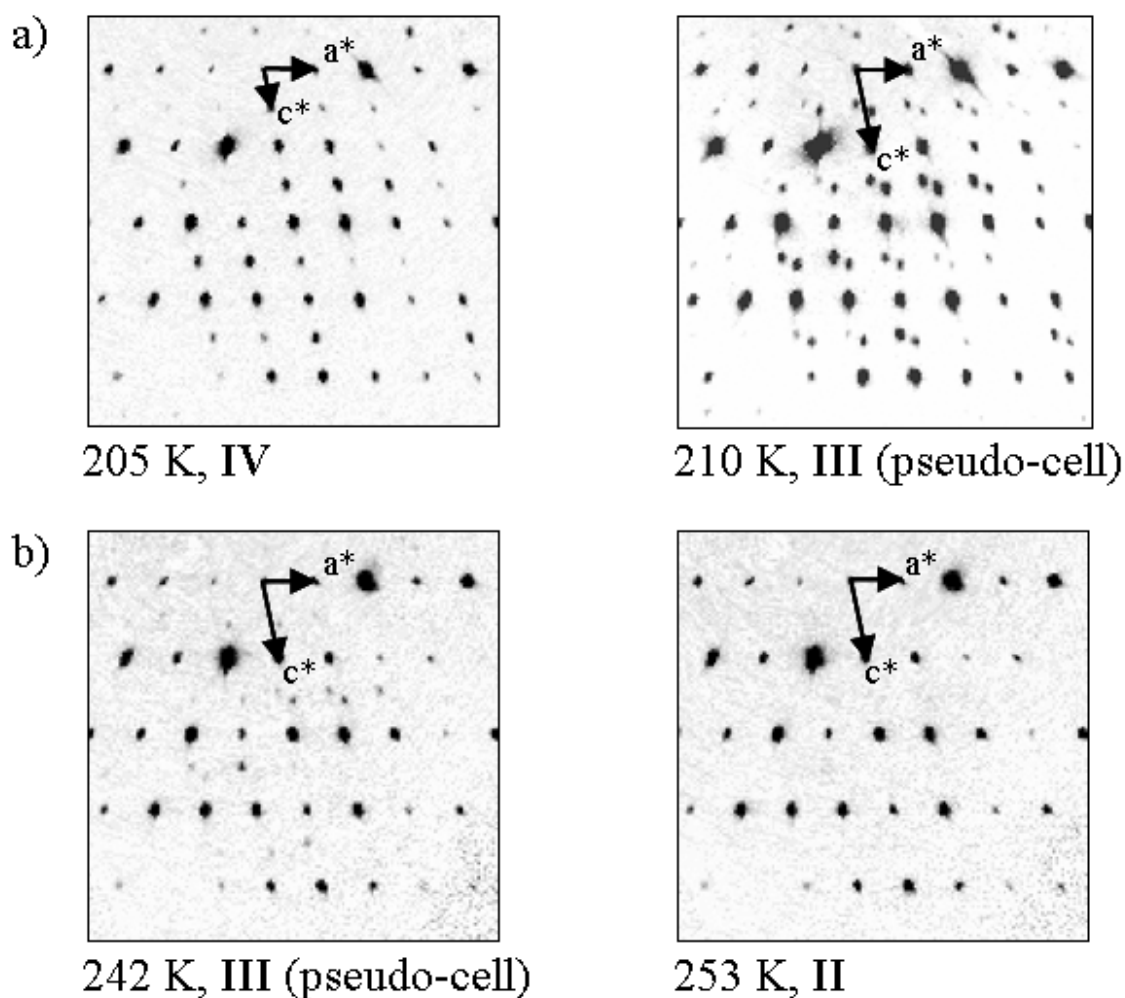 a)
a*
c*
a*
c*
205 K, IV
210 K, III (pseudo-cell)
b)
a*
c*
a*
c*
242 K, III (pseudo-cell)
253 K, II